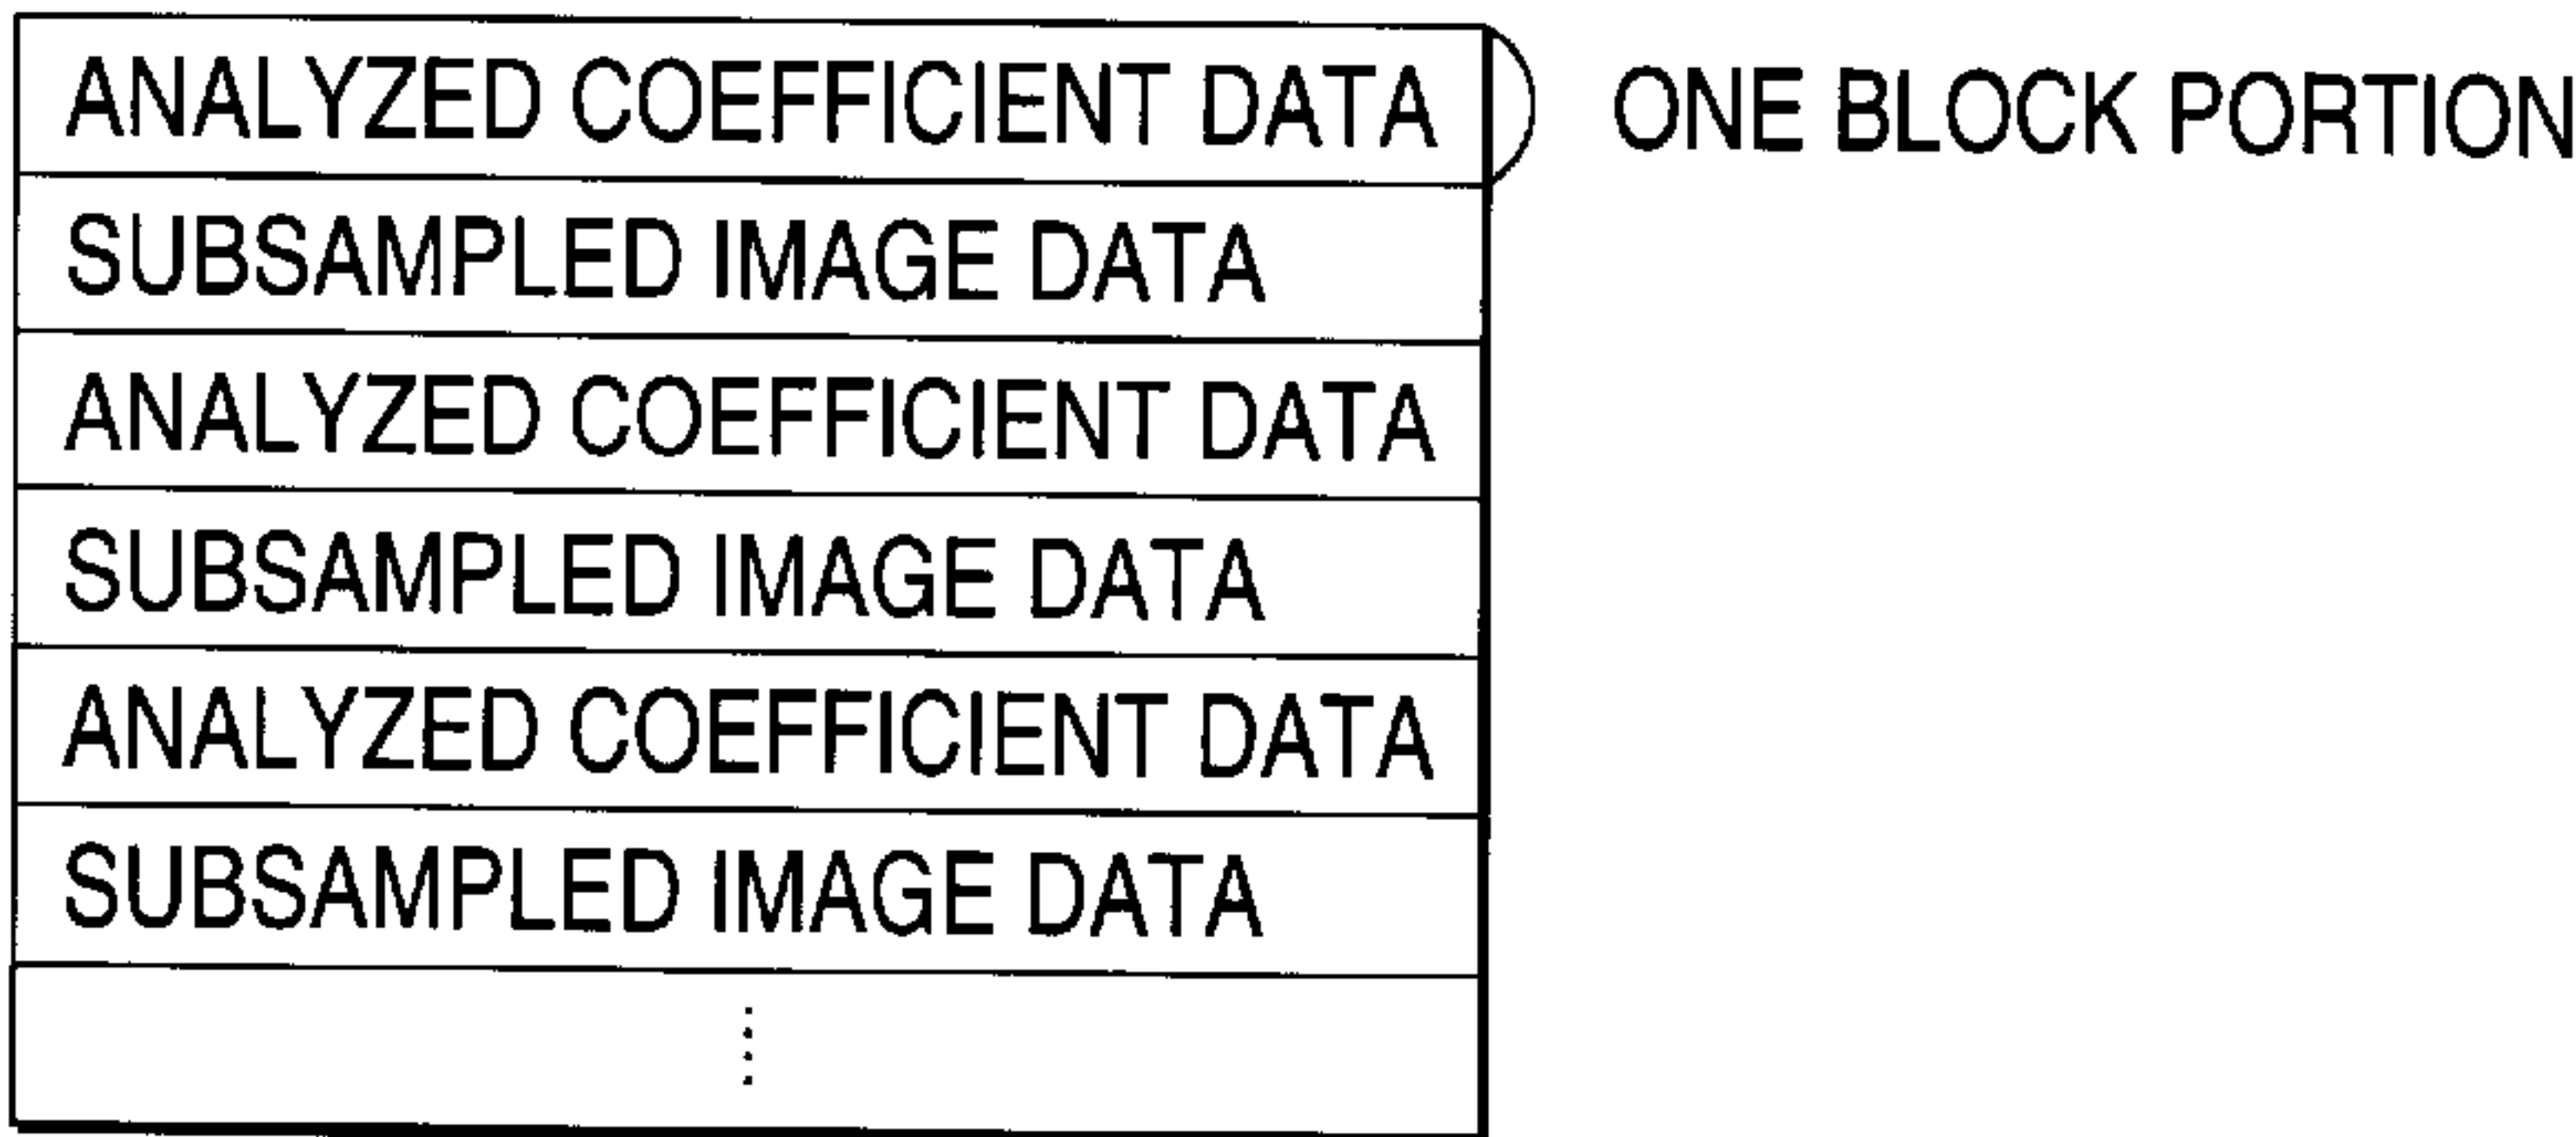 ANALYZED COEFFICIENT DATA
ONE BLOCK PORTION
SUBSAMPLED IMAGE DATA
ANALYZED COEFFICIENT DATA
SUBSAMPLED IMAGE DATA
ANALYZED COEFFICIENT DATA
SUBSAMPLED IMAGE DATA